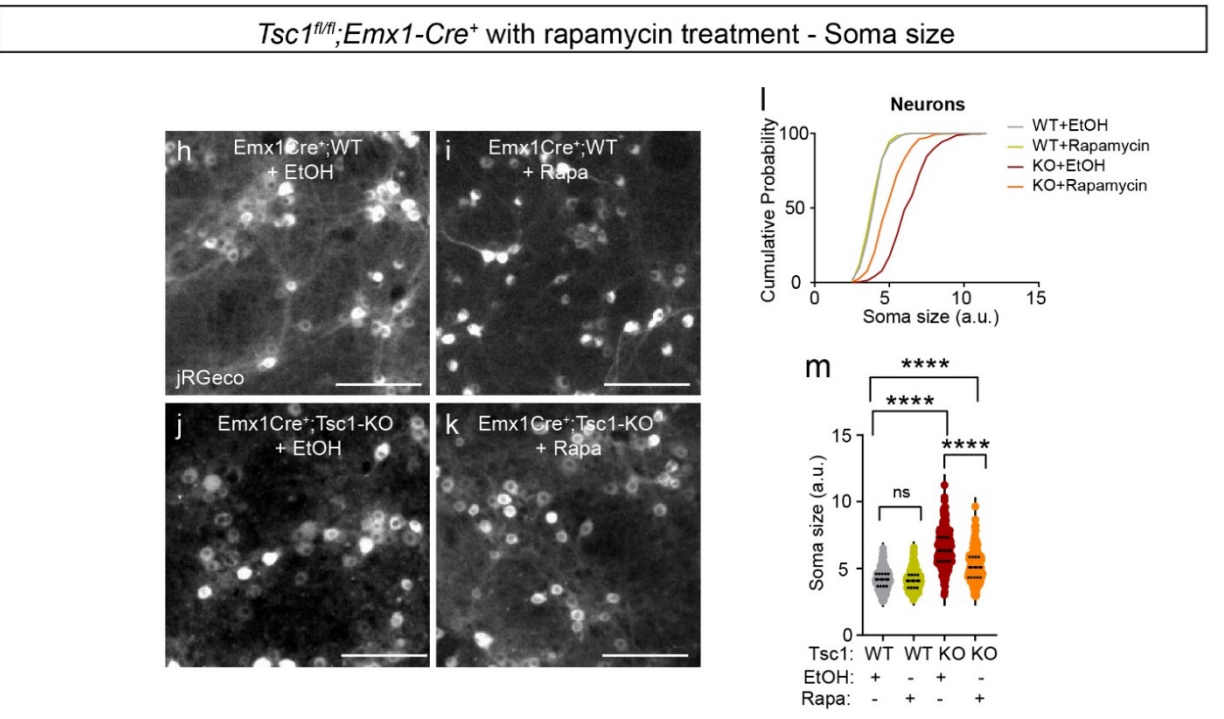 Tsc1fl/fl;Emx1-Cre+ with rapamycin treatment - Soma size
h
Emx1Cre+;WT
+ EtOH
jRGeco
i
Emx1Cre+;WT
+ Rapa
j
Emx1Cre+;Tsc1-KO
+ EtOH
k
Emx1Cre+;Tsc1-KO
+ Rapa
l
Neurons
Cumulative Probability
100
50
0
0 5 10 15
Soma size (a.u.)
WT+EtOH
WT+Rapamycin
KO+EtOH
KO+Rapamycin
m
****
****
****
ns
Soma size (a.u.)
15
10
5
0
Tsc1: WT WT KO KO
EtOH: + - + -
Rapa: - + - +